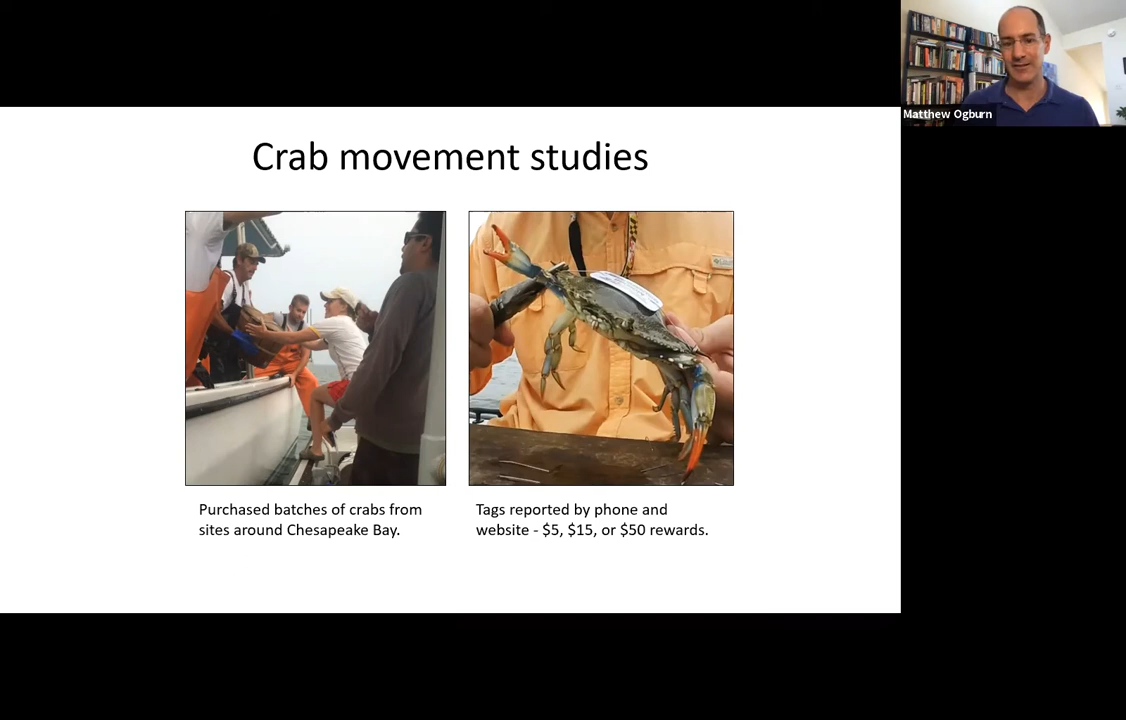 Matthew Ogburn
Crab movement studies
Purchased batches of crabs from
sites around Chesapeake Bay.
Tags reported by phone and
website - $5, $15, or $50 rewards.